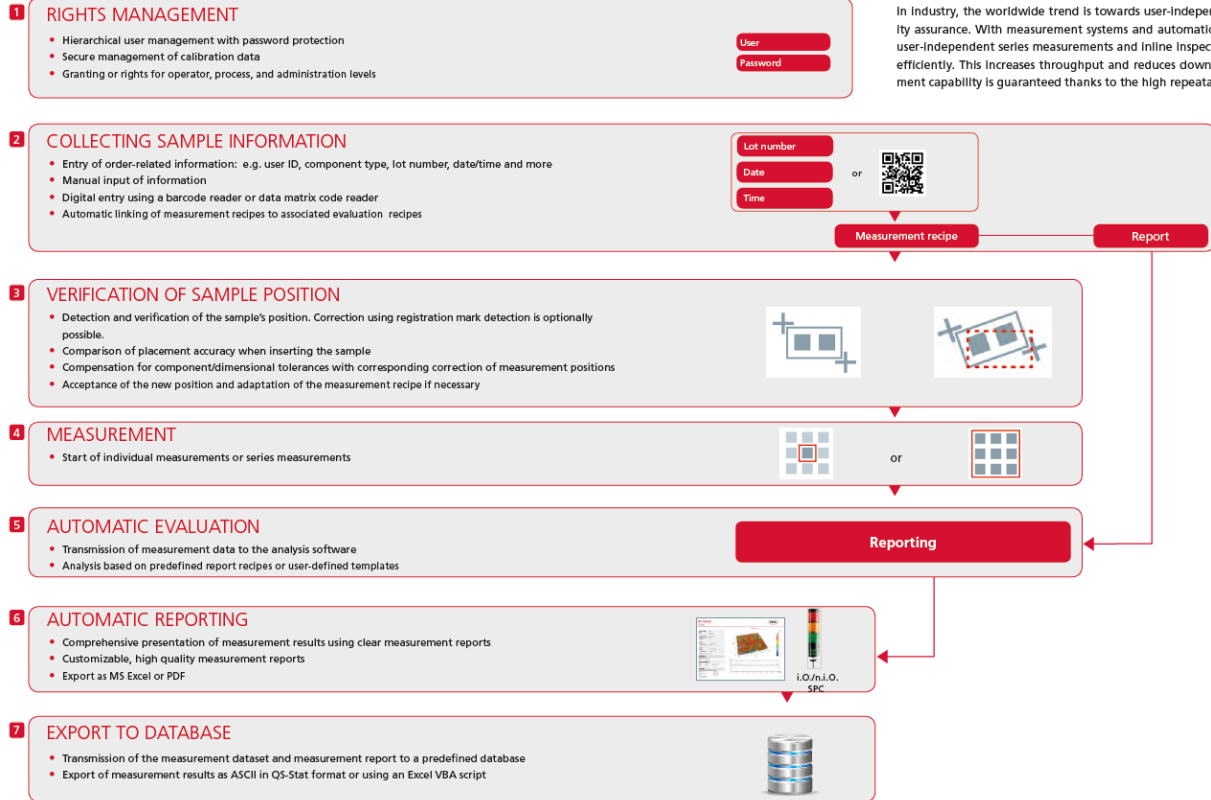 In industry, the worldwide trend is towards user-indepen
ity assurance. With measurement systems and automatic
user-independent series measurements and inline inspect
efficiently. This increases throughput and reduces down
ment capability is guaranteed thanks to the high repeata
1 RIGHTS MANAGEMENT
• Hierarchical user management with password protection
• Secure management of calibration data
• Granting or rights for operator, process, and administration levels
User
Password
2 COLLECTING SAMPLE INFORMATION
• Entry of order-related information: e.g. user ID, component type, lot number, date/time and more
• Manual input of information
• Digital entry using a barcode reader or data matrix code reader
• Automatic linking of measurement recipes to associated evaluation recipes
Lot number
Date
or
Time
Measurement recipe
Report
3 VERIFICATION OF SAMPLE POSITION
• Detection and verification of the sample's position. Correction using registration mark detection is optionally
possible.
• Comparison of placement accuracy when inserting the sample
• Compensation for component/dimensional tolerances with corresponding correction of measurement positions
• Acceptance of the new position and adaptation of the measurement recipe if necessary
4 MEASUREMENT
• Start of individual measurements or series measurements
or
5 AUTOMATIC EVALUATION
• Transmission of measurement data to the analysis software
• Analysis based on predefined report recipes or user-defined templates
Reporting
6 AUTOMATIC REPORTING
• Comprehensive presentation of measurement results using clear measurement reports
• Customizable, high quality measurement reports
• Export as MS Excel or PDF
i.O./n.i.O.
SPC
7 EXPORT TO DATABASE
• Transmission of the measurement dataset and measurement report to a predefined database
• Export of measurement results as ASCII in QS-Stat format or using an Excel VBA script